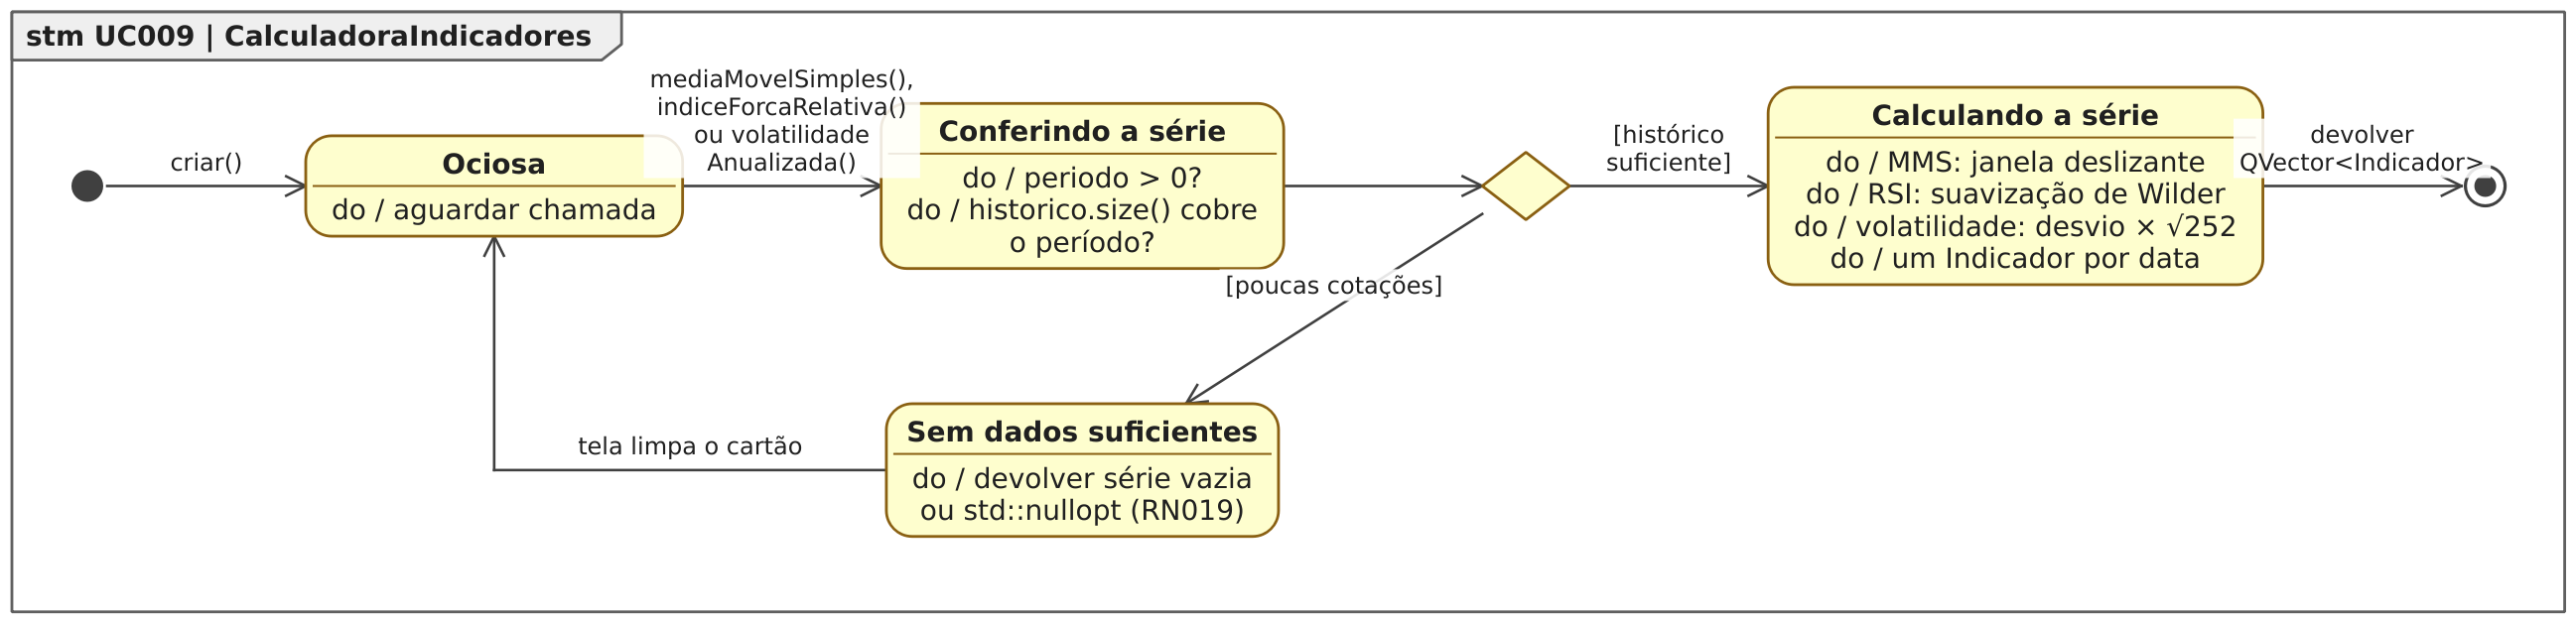 stm UC009 | CalculadoraIndicadores
criar()
Ociosa
do / aguardar chamada
mediaMovelSimples(),
indiceForcaRelativa()
ou volatilidade
Anualizada()
Conferindo a série
do / periodo > 0?
do / historico.size() cobre
o período?
[histórico
suficiente]
[poucas cotações]
Calculando a série
do / MMS: janela deslizante
do / RSI: suavização de Wilder
do / volatilidade: desvio × √252
do / um Indicador por data
devolver
QVector<Indicador>
Sem dados suficientes
do / devolver série vazia
ou std::nullopt (RN019)
tela limpa o cartão